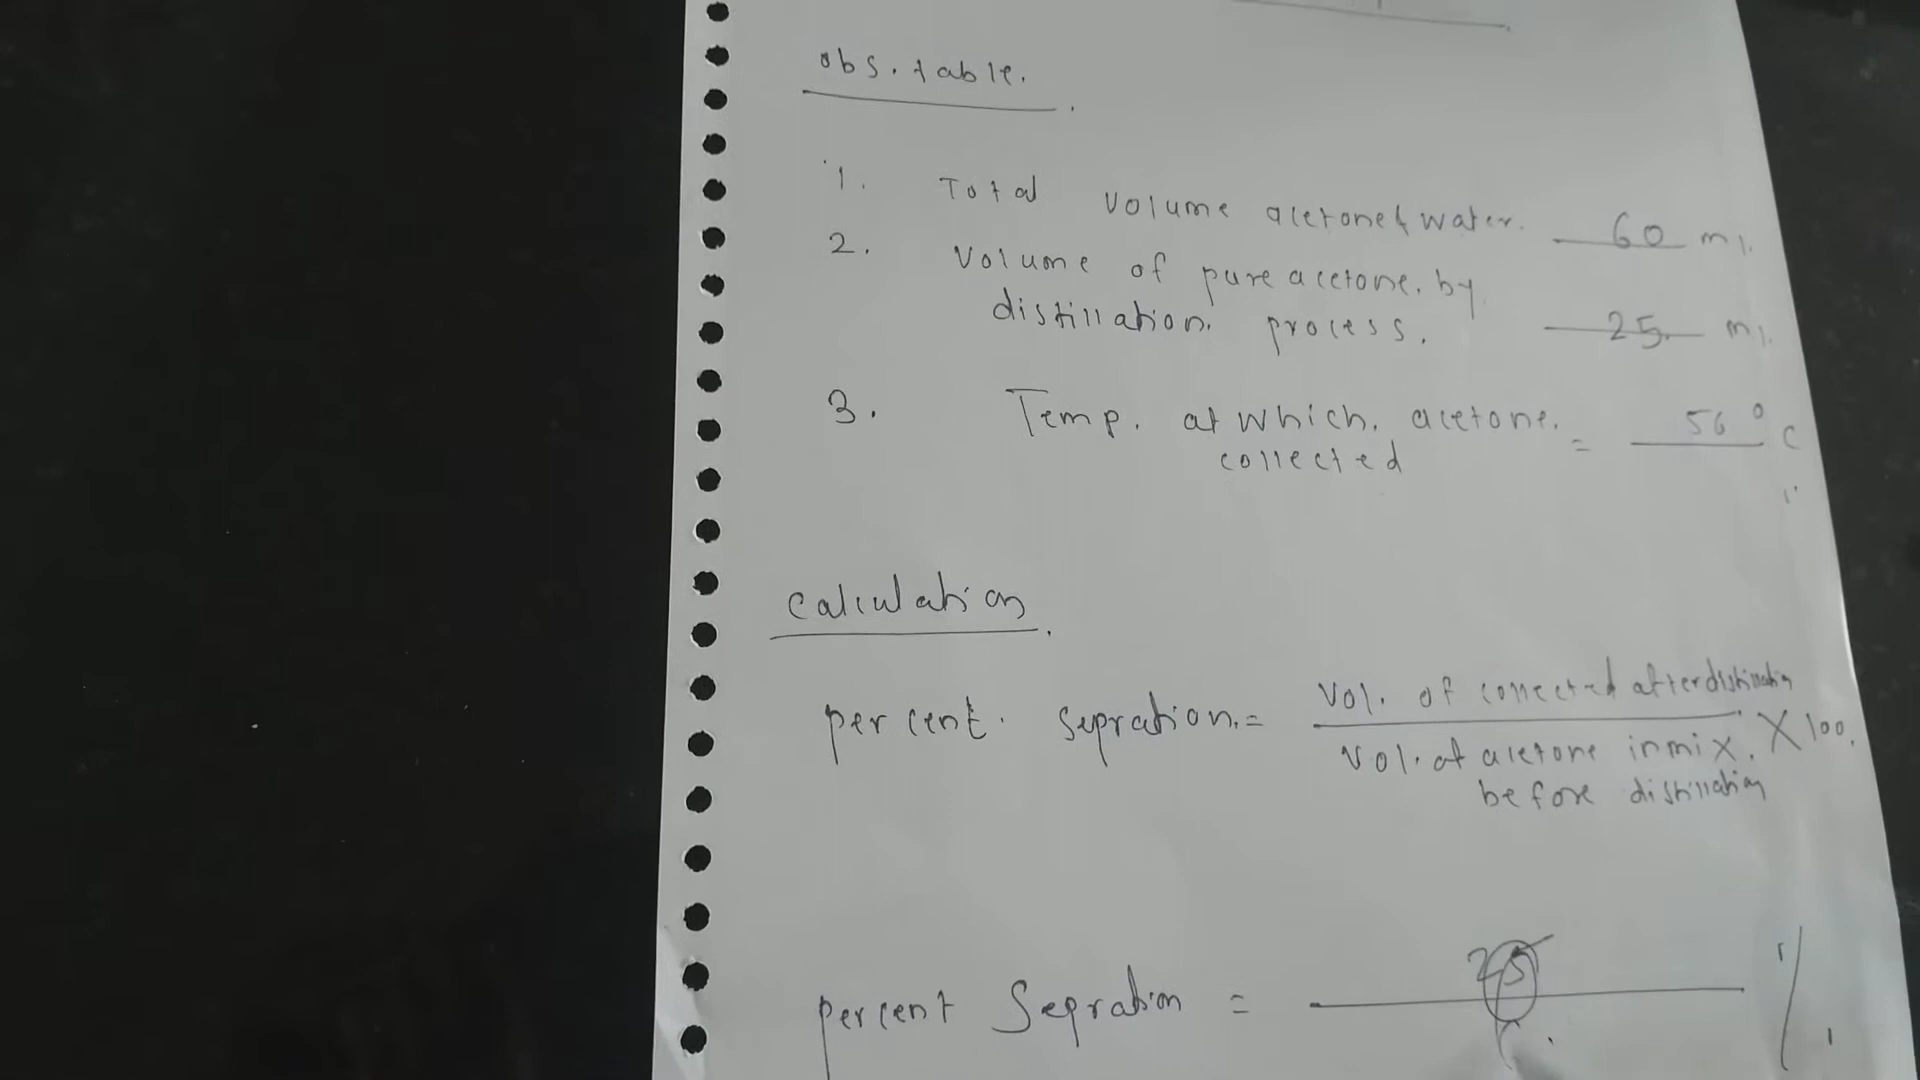 obs. table.
1. Total volume acetone & water. 60 ml.
2. Volume of pure acetone. by
distillation. process. 25 ml.
3. Temp. at which. acetone. = 56°c
collected
Calculation
per cent. sepration. = Vol. of collected after distillation
Vol. of acetone in mix. X 100.
before distillation
percent Sepration = 25 %